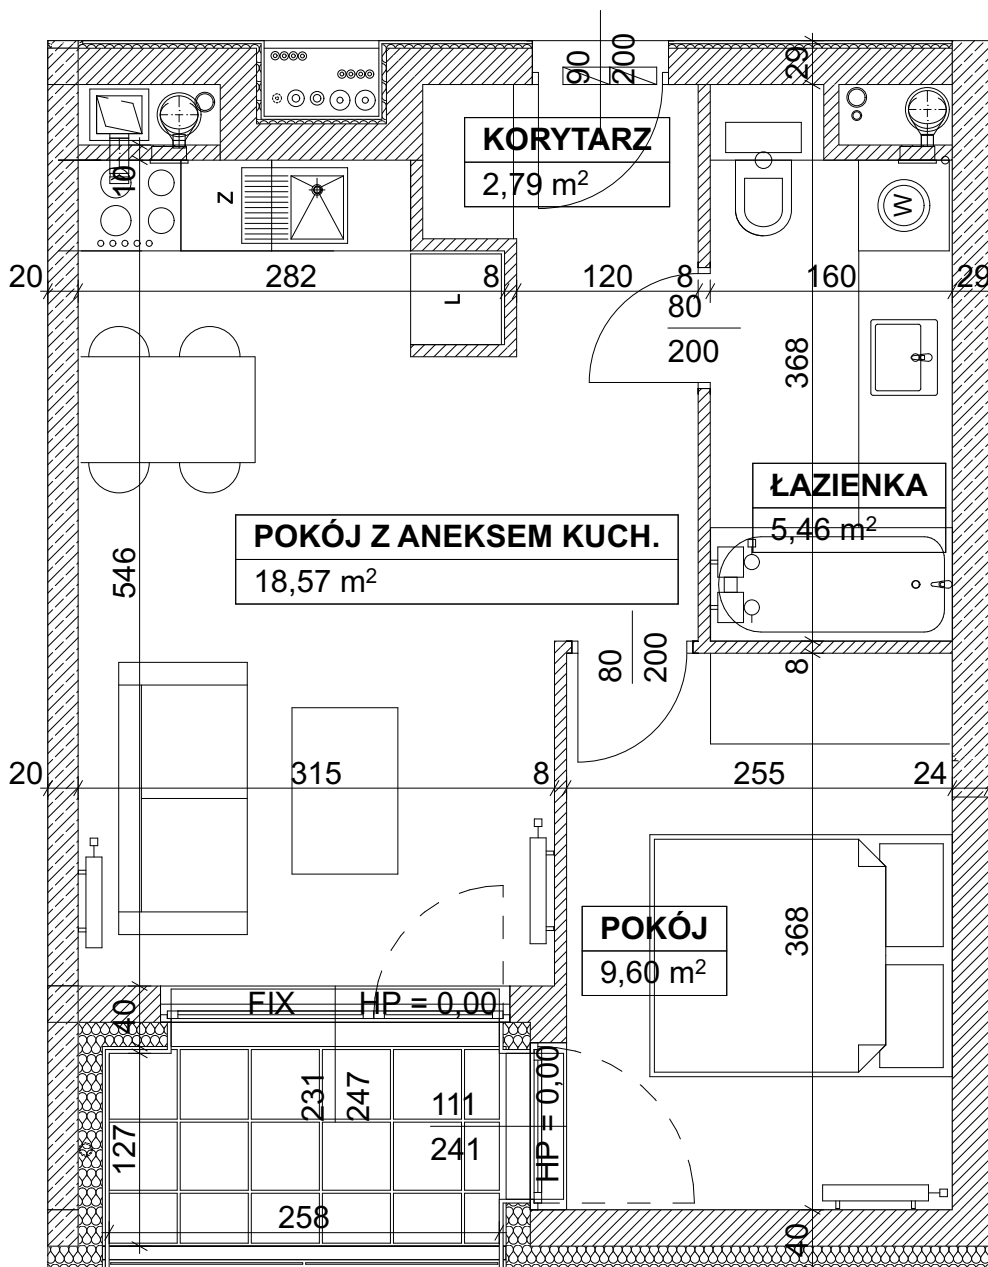 90
200
29
KORYTARZ
2,79 m²
10
Z
W
20
282
8
120
8
160
29
L
80
200
368
ŁAZIENKA
5,46 m²
POKÓJ Z ANEKSEM KUCH.
18,57 m²
546
80
200
8
20
315
8
255
24
POKÓJ
9,60 m²
368
FIX
HP = 0,00
40
231
247
111
241
HP = 0,00
127
258
40